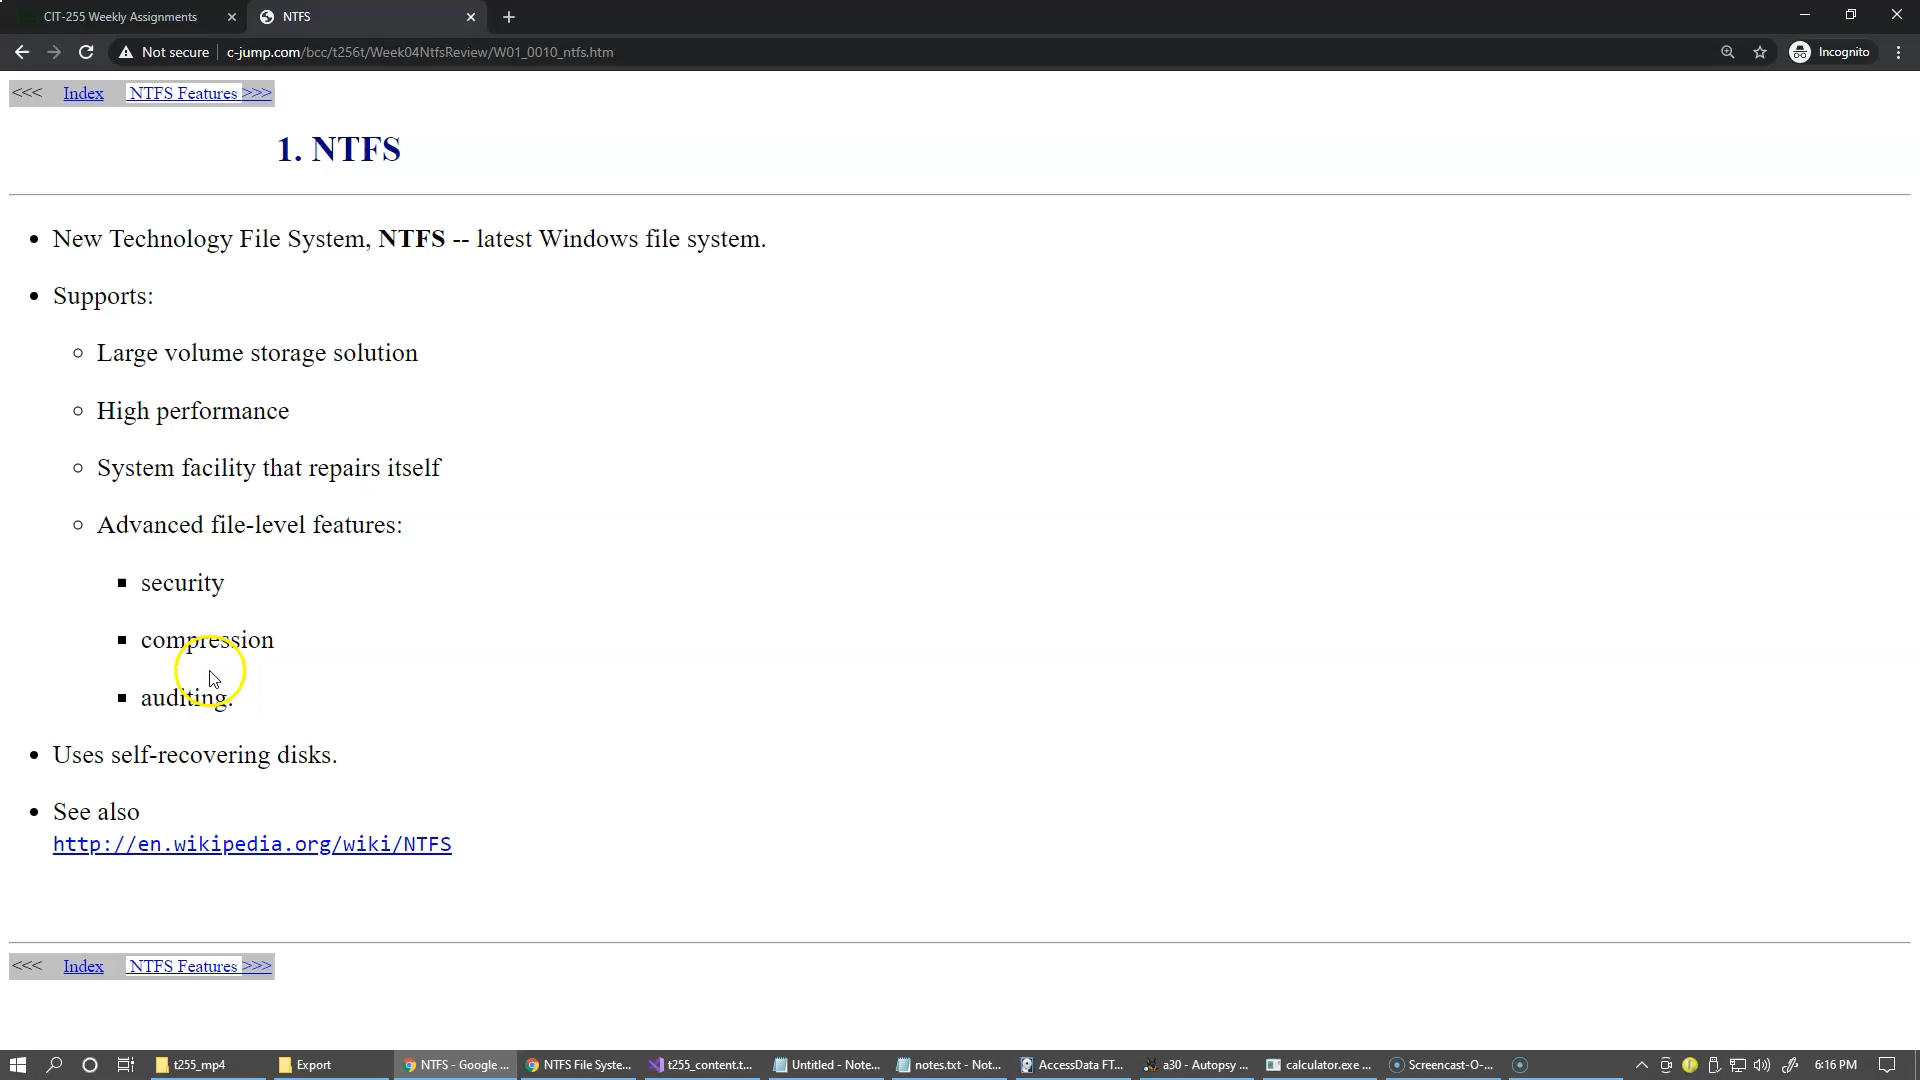 CIT-255 Weekly Assignments
NTFS
Not secure
c-jump.com/bcc/t256t/Week04NtfsReview/W01_0010_ntfs.htm
Incognito
<<< Index NTFS Features >>>
1. NTFS
• New Technology File System, NTFS -- latest Windows file system.
• Supports:
○ Large volume storage solution
○ High performance
○ System facility that repairs itself
○ Advanced file-level features:
▪ security
▪ compression
▪ auditing.
• Uses self-recovering disks.
• See also
http://en.wikipedia.org/wiki/NTFS
<<< Index NTFS Features >>>
t255_mp4
Export
NTFS - Google ...
NTFS File Syste...
t255_content.t...
Untitled - Note...
notes.txt - Not...
AccessData FT...
a30 - Autopsy ...
calculator.exe ...
Screencast-O-...
6:16 PM